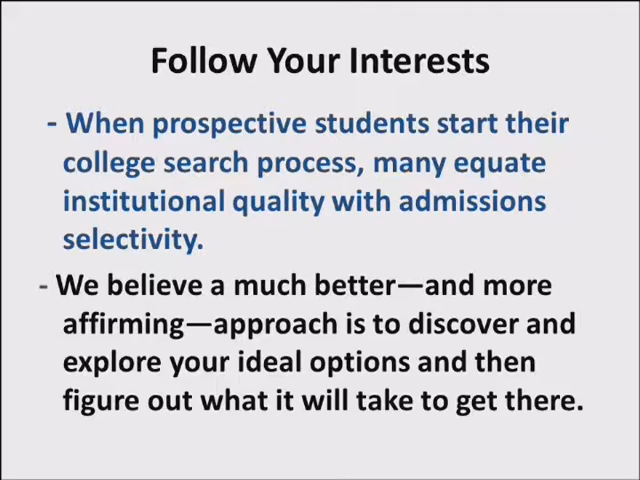 Follow Your Interests
- When prospective students start their
college search process, many equate
institutional quality with admissions
selectivity.
- We believe a much better—and more
affirming—approach is to discover and
explore your ideal options and then
figure out what it will take to get there.